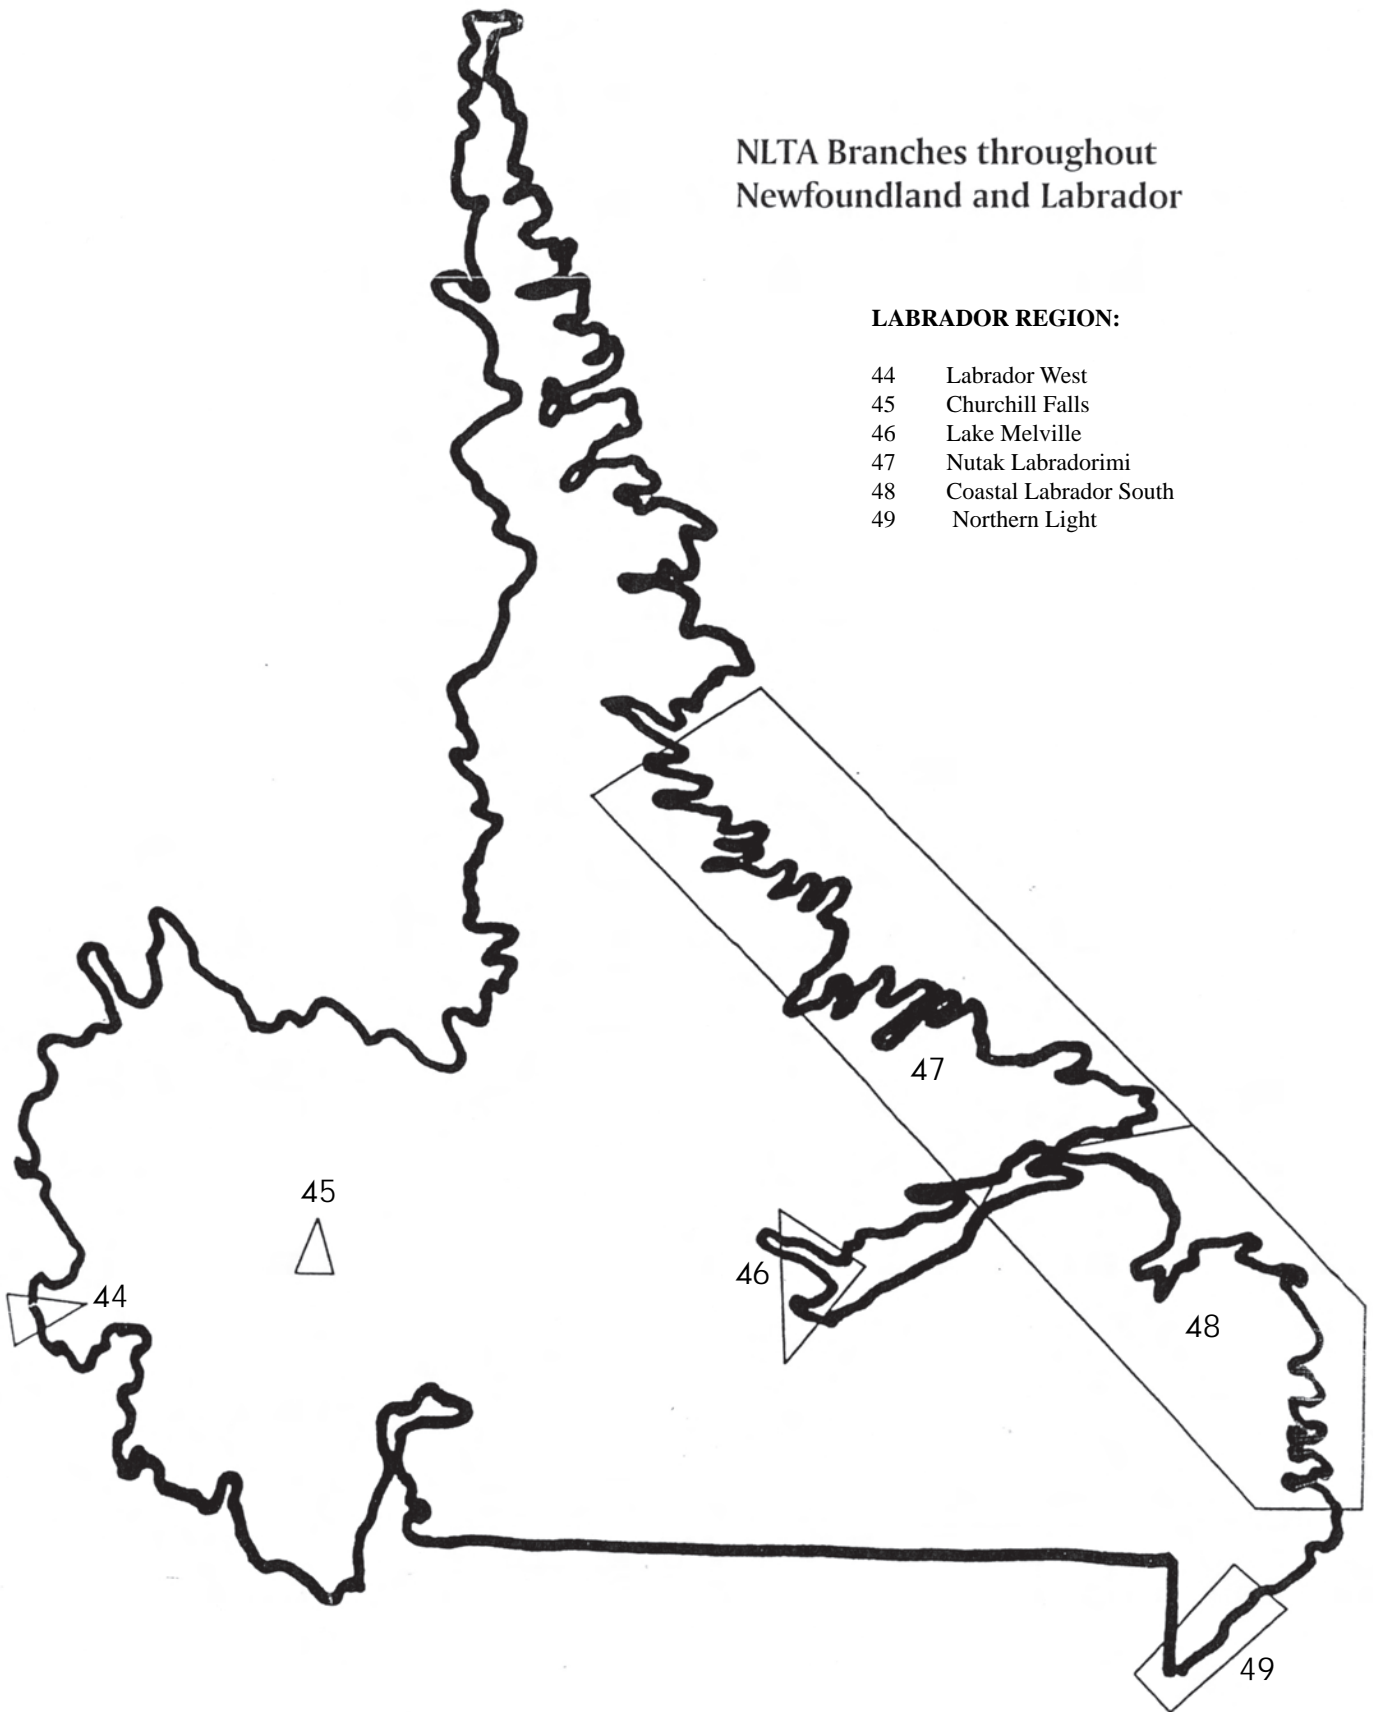 NLTA Branches throughout
Newfoundland and Labrador
LABRADOR REGION:
44 Labrador West
45 Churchill Falls
46 Lake Melville
47 Nutak Labradorimi
48 Coastal Labrador South
49 Northern Light
47
45
46
44
48
49